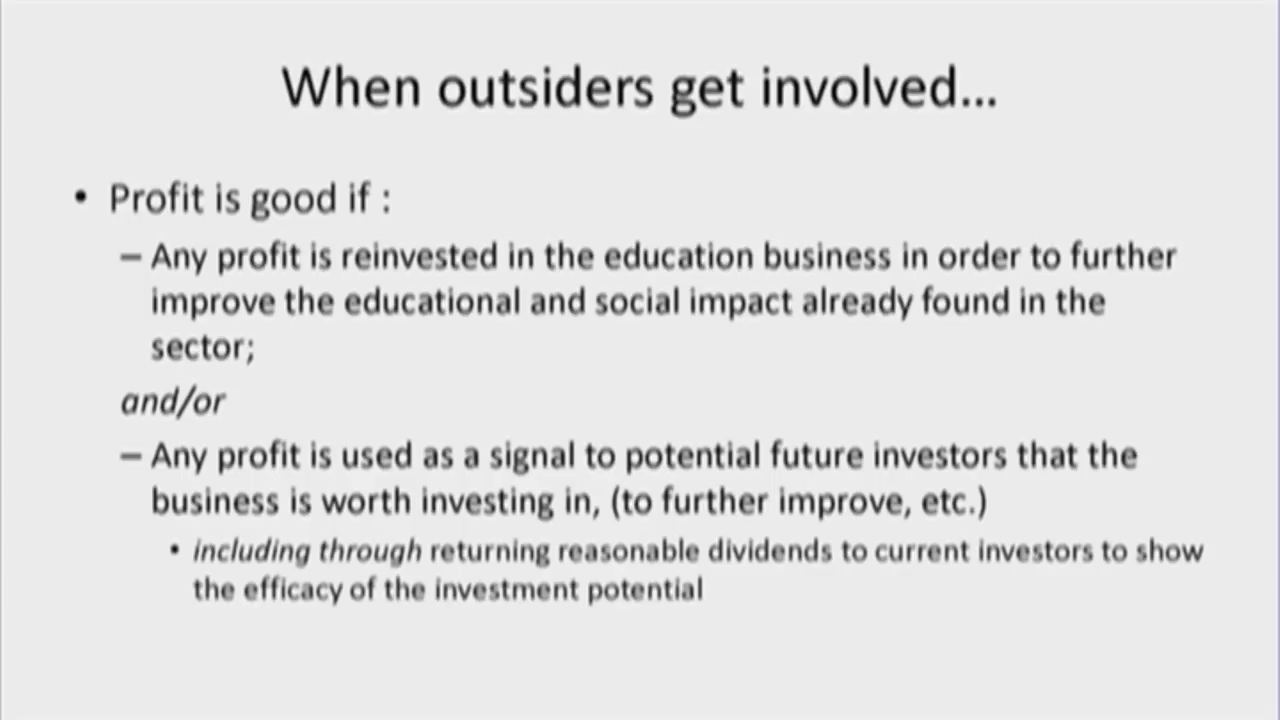 When outsiders get involved...
• Profit is good if :
– Any profit is reinvested in the education business in order to further
improve the educational and social impact already found in the
sector;
and/or
– Any profit is used as a signal to potential future investors that the
business is worth investing in, (to further improve, etc.)
• including through returning reasonable dividends to current investors to show
the efficacy of the investment potential